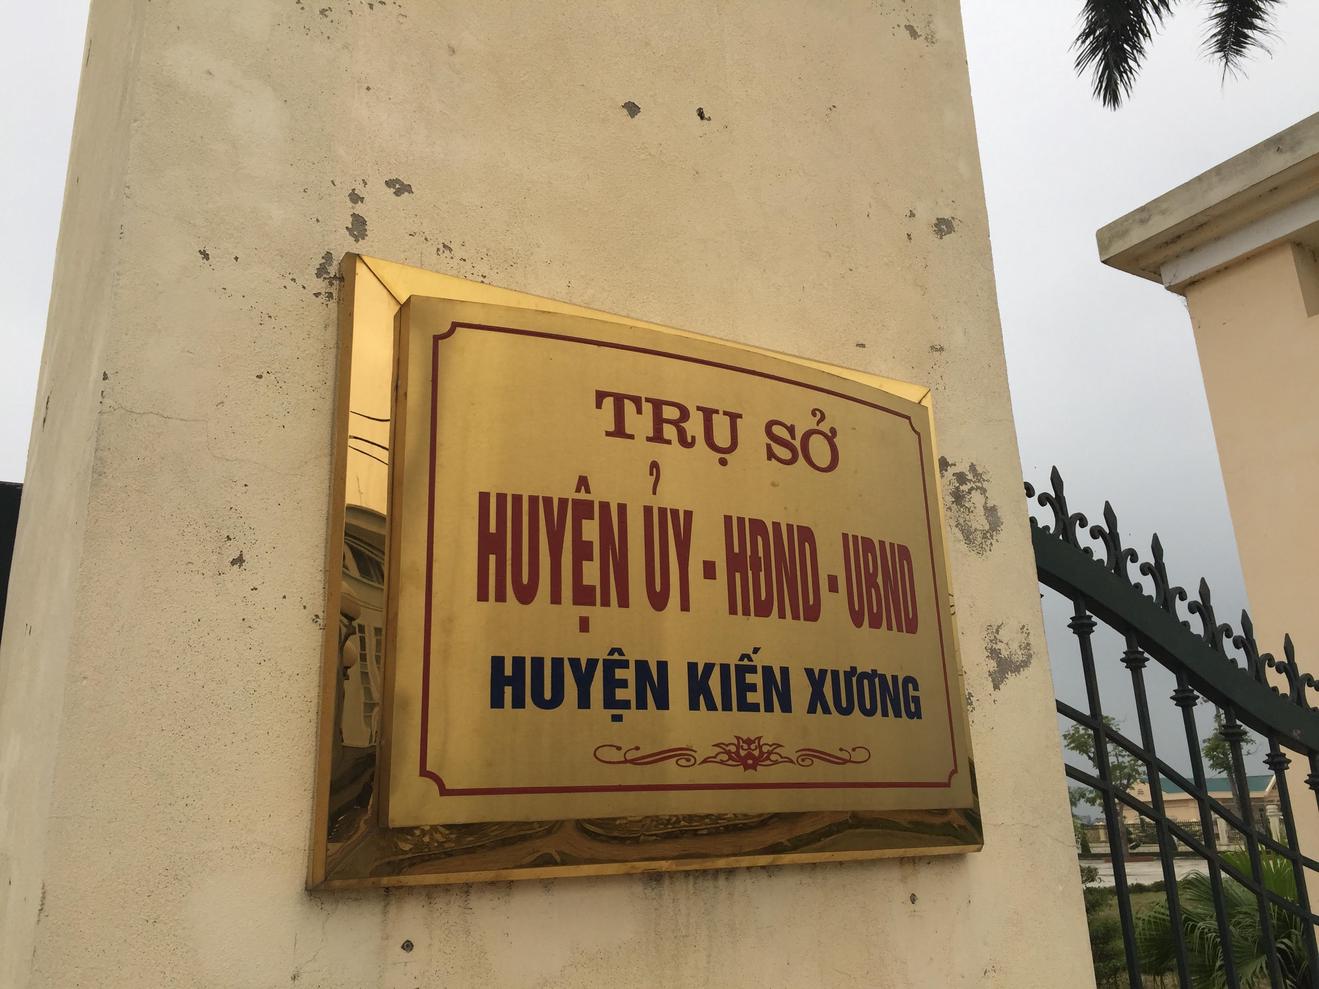 TRỤ SỞ
HUYỆN ỦY - HĐND - UBND
HUYỆN KIẾN XƯƠNG